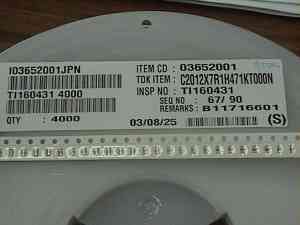 I03652001JPN
TI160431 4000
QTY : 4000
03/08/25
ITEM CD : 03652001
TDK ITEM : C2012X7R1H471KT000N
INSP NO : TI160431
SEQ NO : 67/ 90
REMARKS : B11716601
(S)